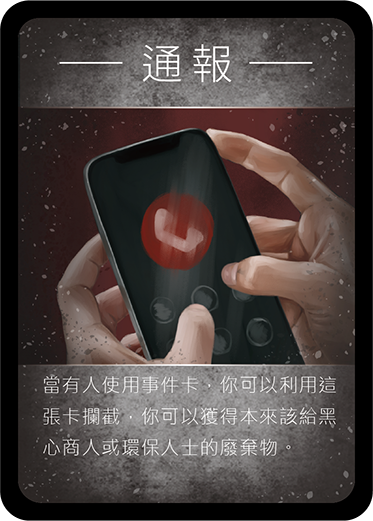 通報
當有人使用事件卡，你可以利用這
張卡攔截，你可以獲得本來該給黑
心商人或環保人士的廢棄物。